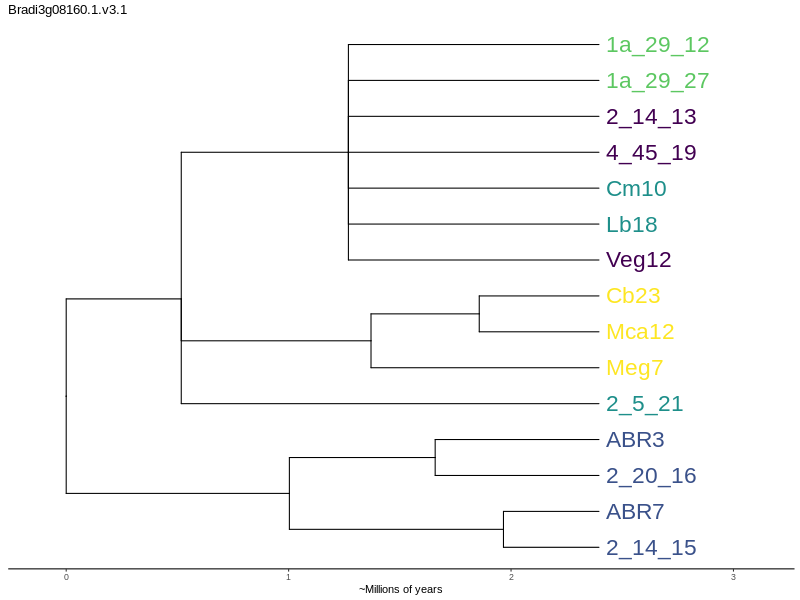 Bradi3g08160.1.v3.1
1a_29_12
1a_29_27
2_14_13
4_45_19
Cm10
Lb18
Veg12
Cb23
Mca12
Meg7
2_5_21
ABR3
2_20_16
ABR7
2_14_15
0 1 2 3
~Millions of years